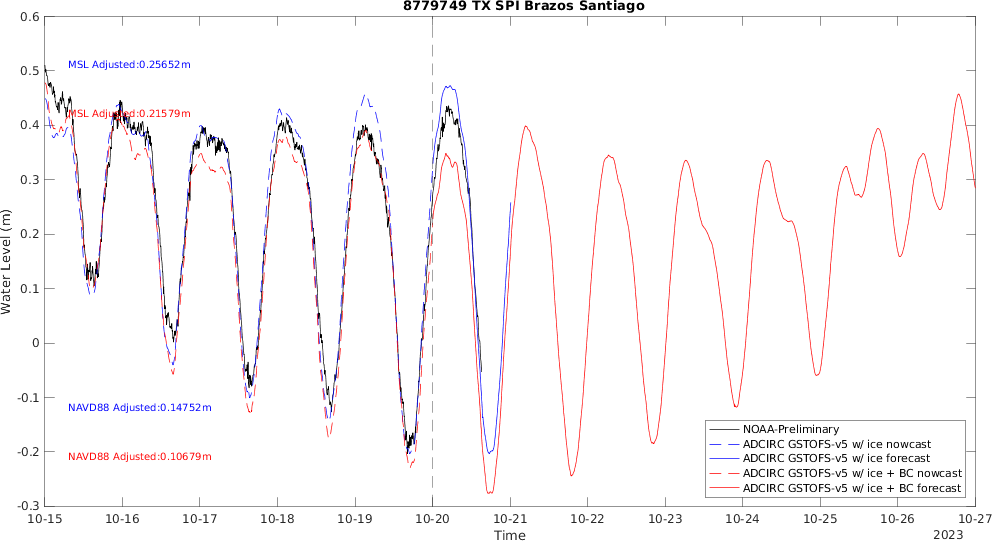 8779749 TX SPI Brazos Santiago
Water Level (m)
0.6
0.5
0.4
0.3
0.2
0.1
0
-0.1
-0.2
-0.3
MSL Adjusted:0.25652m
MSL Adjusted:0.21579m
NAVD88 Adjusted:0.14752m
NAVD88 Adjusted:0.10679m
NOAA-Preliminary
ADCIRC GSTOFS-v5 w/ ice nowcast
ADCIRC GSTOFS-v5 w/ ice forecast
ADCIRC GSTOFS-v5 w/ ice + BC nowcast
ADCIRC GSTOFS-v5 w/ ice + BC forecast
10-15 10-16 10-17 10-18 10-19 10-20 10-21 10-22 10-23 10-24 10-25 10-26 10-27
Time
2023